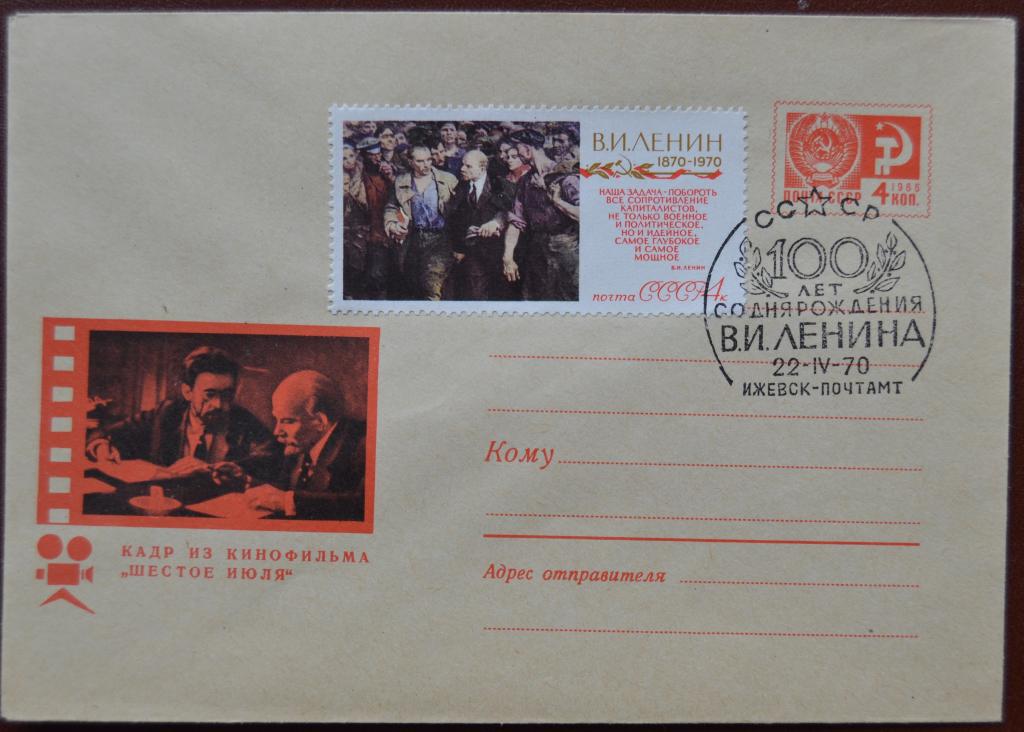 В.И.ЛЕНИН
1870-1970
НАША ЗАДАЧА-ПОБОРОТЬ
ВСЕ СОПРОТИВЛЕНИЕ
КАПИТАЛИСТОВ,
НЕ ТОЛЬКО ВОЕННОЕ
И ПОЛИТИЧЕСКОЕ,
НО И ИДЕЙНОЕ,
САМОЕ ГЛУБОКОЕ
И САМОЕ
МОЩНОЕ
В.И.ЛЕНИН
почта СССР 4к
1966
ПОЧТА СССР 4 КОП.
СССР
100
ЛЕТ
СО ДНЯ РОЖДЕНИЯ
В.И.ЛЕНИНА
22-IV-70
ИЖЕВСК-ПОЧТАМТ
КАДР ИЗ КИНОФИЛЬМА
„ШЕСТОЕ ИЮЛЯ“
Кому
Адрес отправителя